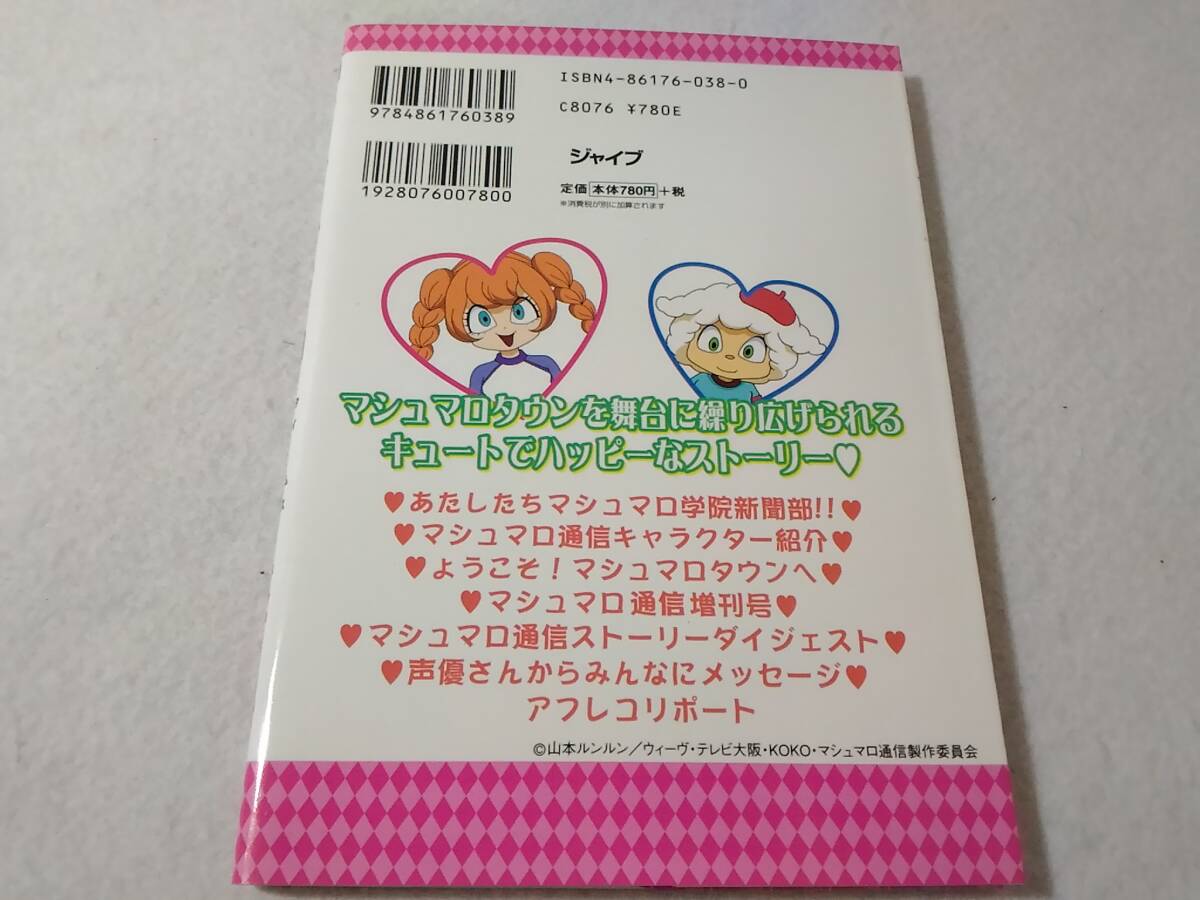 ISBN4-86176-038-0
9784861760389
C8076 ¥780E
ジャイブ
1928076007800
定価 本体780円+税
※消費税が別に加算されます
マシュマロタウンを舞台に繰り広げられる
キュートでハッピーなストーリー♥
♥あたしたちマシュマロ学院新聞部!!♥
♥マシュマロ通信キャラクター紹介♥
♥ようこそ!マシュマロタウンへ♥
♥マシュマロ通信増刊号♥
♥マシュマロ通信ストーリーダイジェスト♥
♥声優さんからみんなにメッセージ♥
アフレコリポート
©山本ルンルン/ウィーヴ・テレビ大阪・KOKO・マシュマロ通信製作委員会